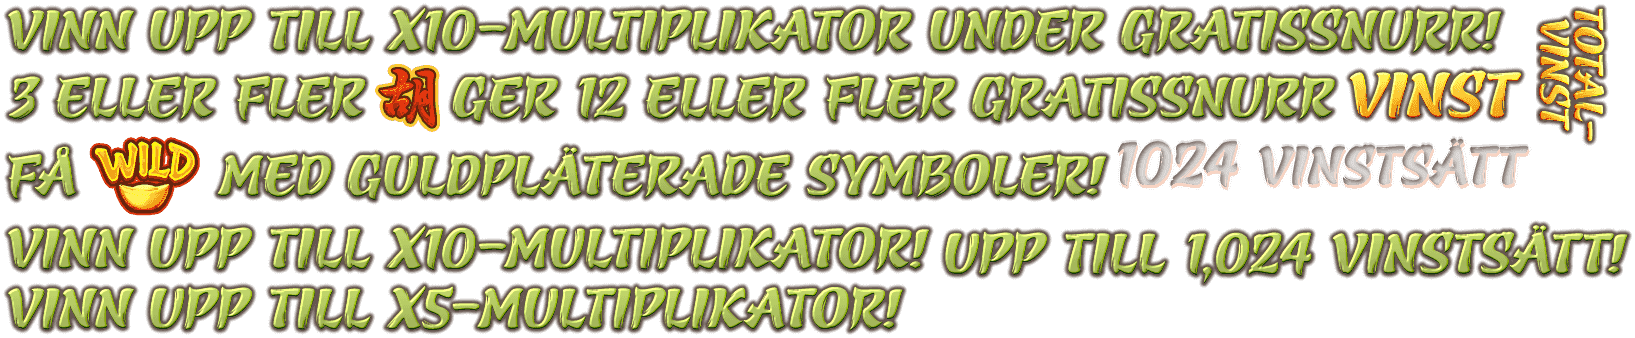 VINN UPP TILL X10-MULTIPLIKATOR UNDER GRATISSNURR!
TOTAL-
VINST
3 ELLER FLER 胡 GER 12 ELLER FLER GRATISSNURR
VINST
FÅ WILD MED GULDPLÄTERADE SYMBOLER!
1024 VINSTSÄTT
VINN UPP TILL X10-MULTIPLIKATOR!
UPP TILL 1,024 VINSTSÄTT!
VINN UPP TILL X5-MULTIPLIKATOR!